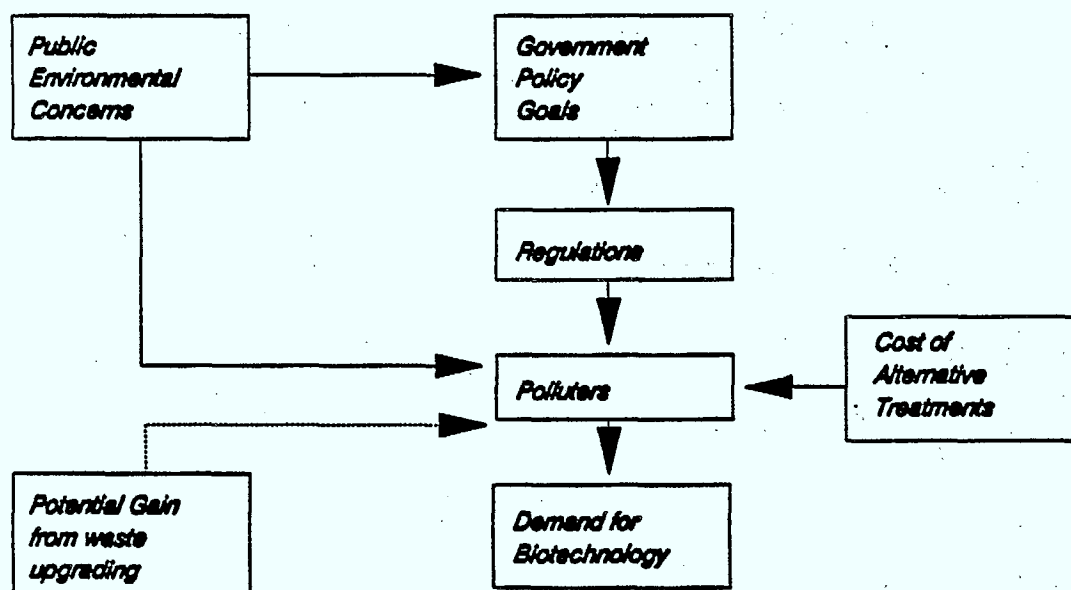 Public
Environmental
Concerns
Government
Policy
Goals
Regulations
Polluters
Cost of
Alternative
Treatments
Potential Gain
from waste
upgrading
Demand for
Biotechnology